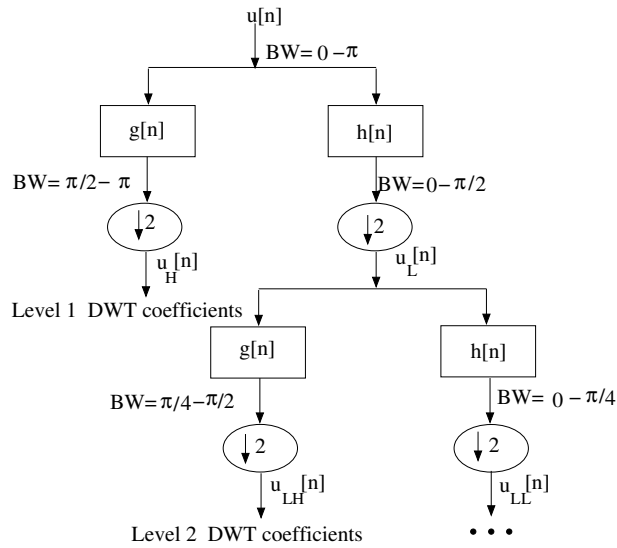 u[n]
BW= 0 – π
g[n]
h[n]
BW= π/2– π
BW=0–π/2
2
2
u_H[n]
u_L[n]
Level 1 DWT coefficients
g[n]
h[n]
BW=π/4–π/2
BW= 0 – π/4
2
2
u_LH[n]
u_LL[n]
Level 2 DWT coefficients
• • •